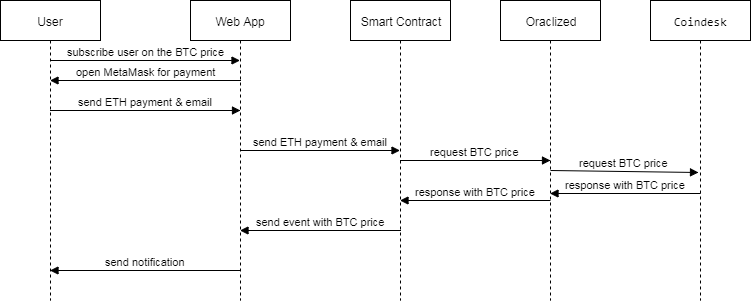 User
Web App
Smart Contract
Oraclized
Coindesk
subscribe user on the BTC price
open MetaMask for payment
send ETH payment & email
send ETH payment & email
request BTC price
request BTC price
response with BTC price
response with BTC price
send event with BTC price
send notification